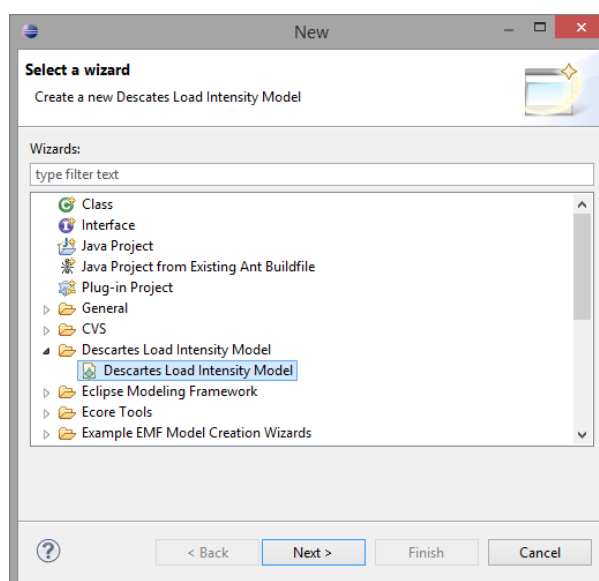 New
Select a wizard
Create a new Descates Load Intensity Model
Wizards:
type filter text
Class
Interface
Java Project
Java Project from Existing Ant Buildfile
Plug-in Project
General
CVS
Descartes Load Intensity Model
Descartes Load Intensity Model
Eclipse Modeling Framework
Ecore Tools
Example EMF Model Creation Wizards
? < Back Next > Finish Cancel